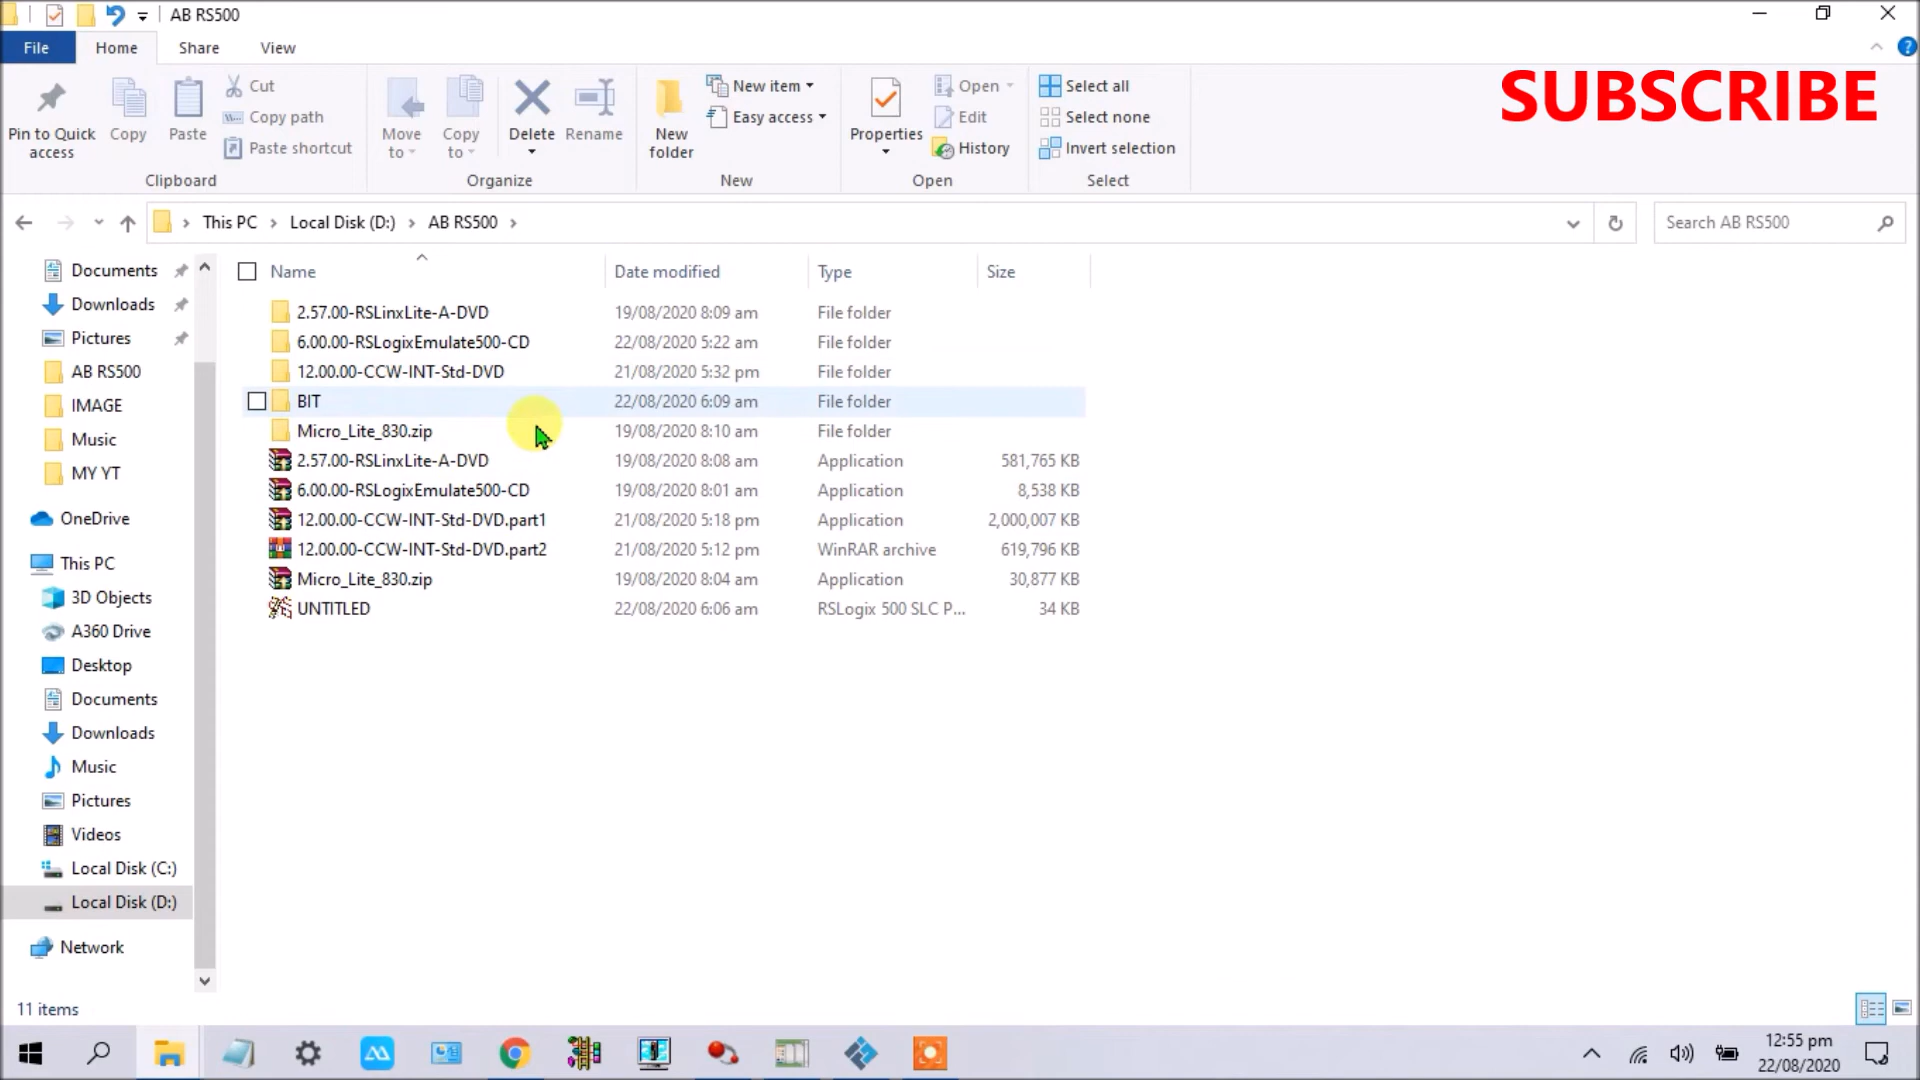 AB RS500
File Home Share View
SUBSCRIBE
Pin to Quick access
Copy
Paste
Cut
Copy path
Paste shortcut
Clipboard
Move to
Copy to
Delete
Rename
Organize
New folder
New item
Easy access
New
Properties
Open
Edit
History
Open
Select all
Select none
Invert selection
Select
This PC > Local Disk (D:) > AB RS500 >
Search AB RS500
Documents
Downloads
Pictures
AB RS500
IMAGE
Music
MY YT
OneDrive
This PC
3D Objects
A360 Drive
Desktop
Documents
Downloads
Music
Pictures
Videos
Local Disk (C:)
Local Disk (D:)
Network
Name Date modified Type Size
2.57.00-RSLinxLite-A-DVD 19/08/2020 8:09 am File folder
6.00.00-RSLogixEmulate500-CD 22/08/2020 5:22 am File folder
12.00.00-CCW-INT-Std-DVD 21/08/2020 5:32 pm File folder
BIT 22/08/2020 6:09 am File folder
Micro_Lite_830.zip 19/08/2020 8:10 am File folder
2.57.00-RSLinxLite-A-DVD 19/08/2020 8:08 am Application 581,765 KB
6.00.00-RSLogixEmulate500-CD 19/08/2020 8:01 am Application 8,538 KB
12.00.00-CCW-INT-Std-DVD.part1 21/08/2020 5:18 pm Application 2,000,007 KB
12.00.00-CCW-INT-Std-DVD.part2 21/08/2020 5:12 pm WinRAR archive 619,796 KB
Micro_Lite_830.zip 19/08/2020 8:04 am Application 30,877 KB
UNTITLED 22/08/2020 6:06 am RSLogix 500 SLC P... 34 KB
11 items
12:55 pm
22/08/2020